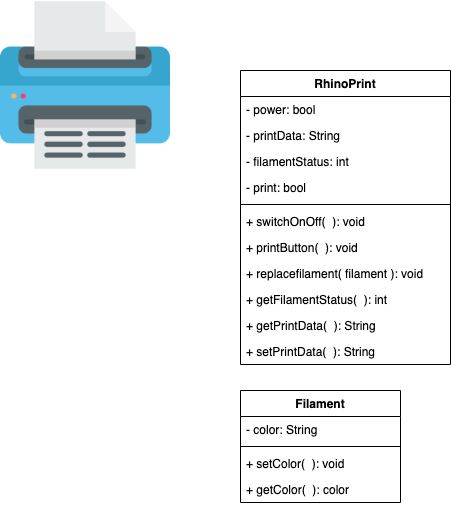 RhinoPrint
- power: bool
- printData: String
- filamentStatus: int
- print: bool
+ switchOnOff(  ): void
+ printButton(  ): void
+ replacefilament( filament ): void
+ getFilamentStatus(  ): int
+ getPrintData(  ): String
+ setPrintData(  ): String
Filament
- color: String
+ setColor(  ): void
+ getColor(  ): color